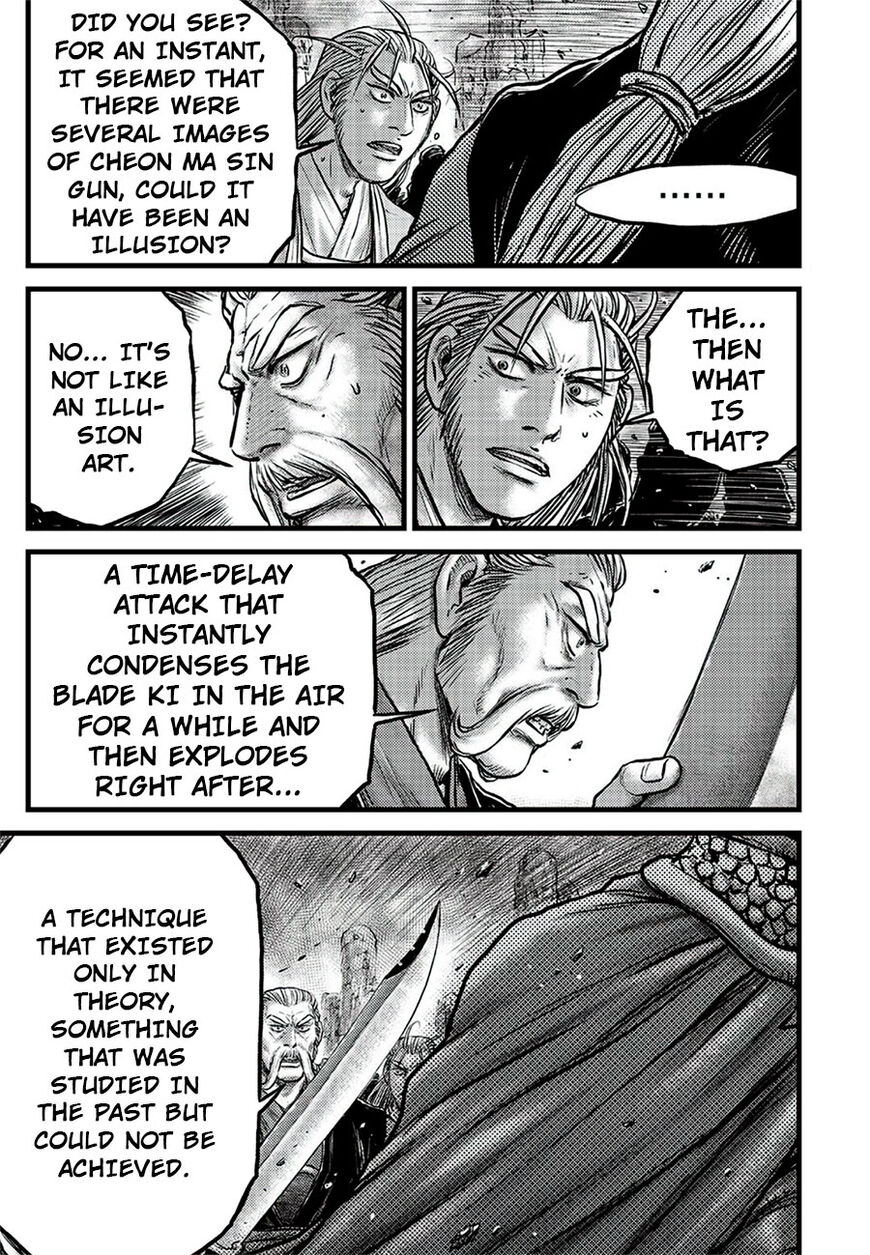 DID YOU SEE?
FOR AN INSTANT,
IT SEEMED THAT
THERE WERE
SEVERAL IMAGES
OF CHEON MA SIN
GUN, COULD IT
HAVE BEEN AN
ILLUSION?
......
NO... IT'S
NOT LIKE
AN ILLU-
SION
ART.
THE...
THEN
WHAT
IS
THAT?
A TIME-DELAY
ATTACK THAT
INSTANTLY
CONDENSES THE
BLADE KI IN THE AIR
FOR A WHILE AND
THEN EXPLODES
RIGHT AFTER...
A TECHNIQUE
THAT EXISTED
ONLY IN
THEORY,
SOMETHING
THAT WAS
STUDIED IN
THE PAST BUT
COULD NOT BE
ACHIEVED.